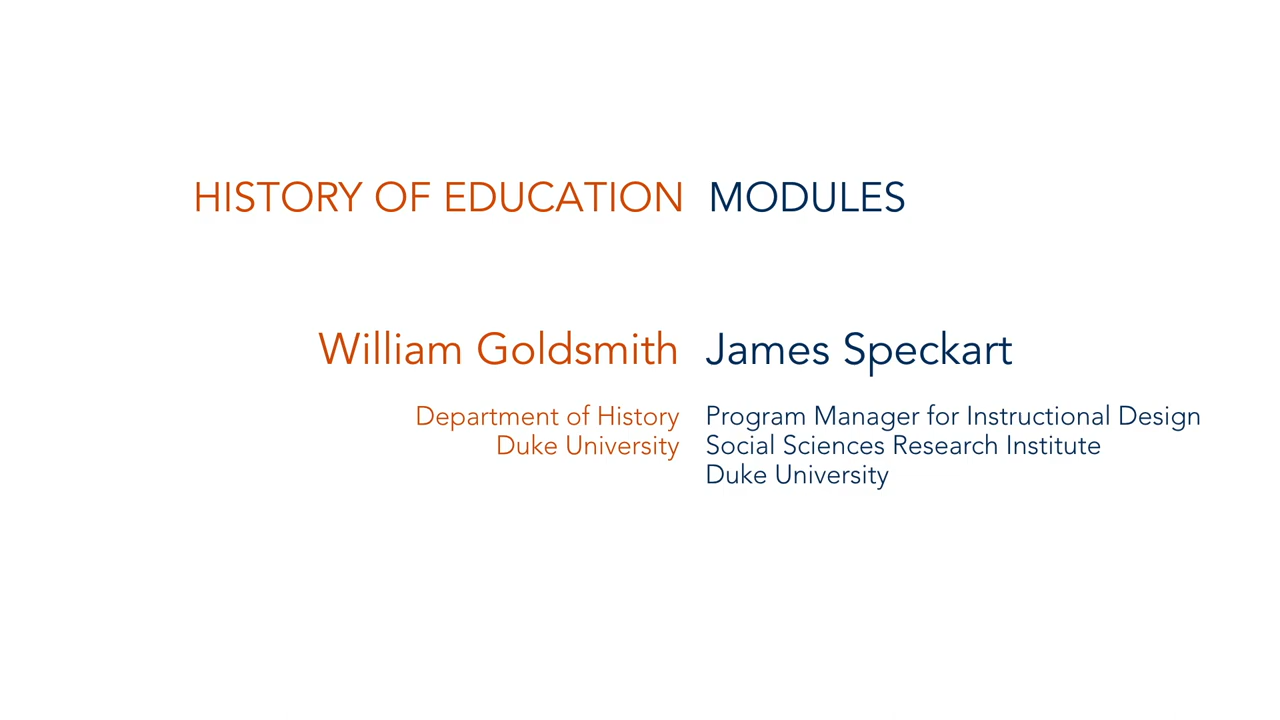 HISTORY OF EDUCATION MODULES
William Goldsmith
Department of History
Duke University
James Speckart
Program Manager for Instructional Design
Social Sciences Research Institute
Duke University